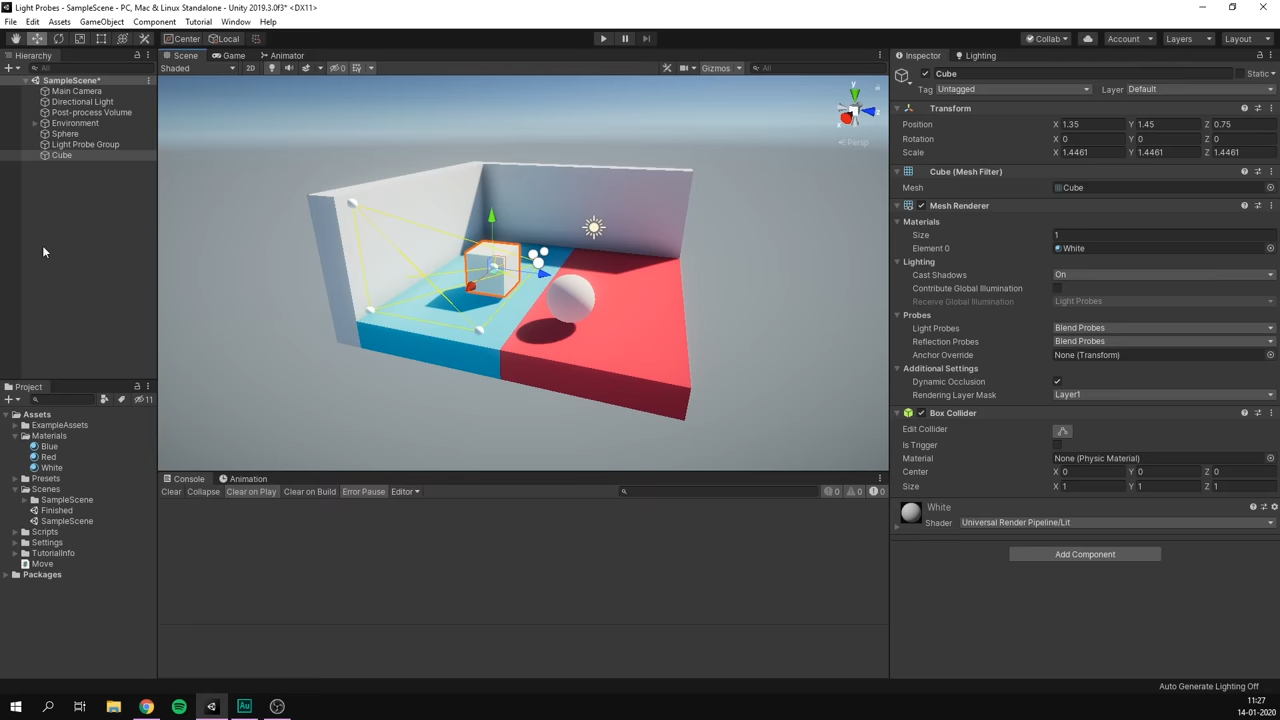 Light Probes - SampleScene - PC, Mac & Linux Standalone - Unity 2019.3.0f3* <DX11>
File Edit Assets GameObject Component Tutorial Window Help
Center Local Collab Account Layers Layout
Hierarchy Scene Game Animator Inspector Lighting
All Shaded 2D 0 Gizmos All
Cube Static
Tag Untagged Layer Default
SampleScene*
Main Camera
Directional Light
Post-process Volume
Environment
Sphere
Light Probe Group
Cube
y
z
x
Persp
Transform
Position X 1.35 Y 1.45 Z 0.75
Rotation X 0 Y 0 Z 0
Scale X 1.4461 Y 1.4461 Z 1.4461
Cube (Mesh Filter)
Mesh Cube
Mesh Renderer
Materials
Size 1
Element 0 White
Lighting
Cast Shadows On
Contribute Global Illumination
Receive Global Illumination Light Probes
Probes
Light Probes Blend Probes
Reflection Probes Blend Probes
Anchor Override None (Transform)
Additional Settings
Dynamic Occlusion
Rendering Layer Mask Layer1
Box Collider
Edit Collider
Is Trigger
Material None (Physic Material)
Center X 0 Y 0 Z 0
Size X 1 Y 1 Z 1
White
Shader Universal Render Pipeline/Lit
Add Component
Project
11
Assets
ExampleAssets
Materials
Blue
Red
White
Presets
Scenes
SampleScene
Finished
SampleScene
Scripts
Settings
TutorialInfo
Move
Packages
Console Animation
Clear Collapse Clear on Play Clear on Build Error Pause Editor 0 0 0
Auto Generate Lighting Off
Au
11:27
14-01-2020